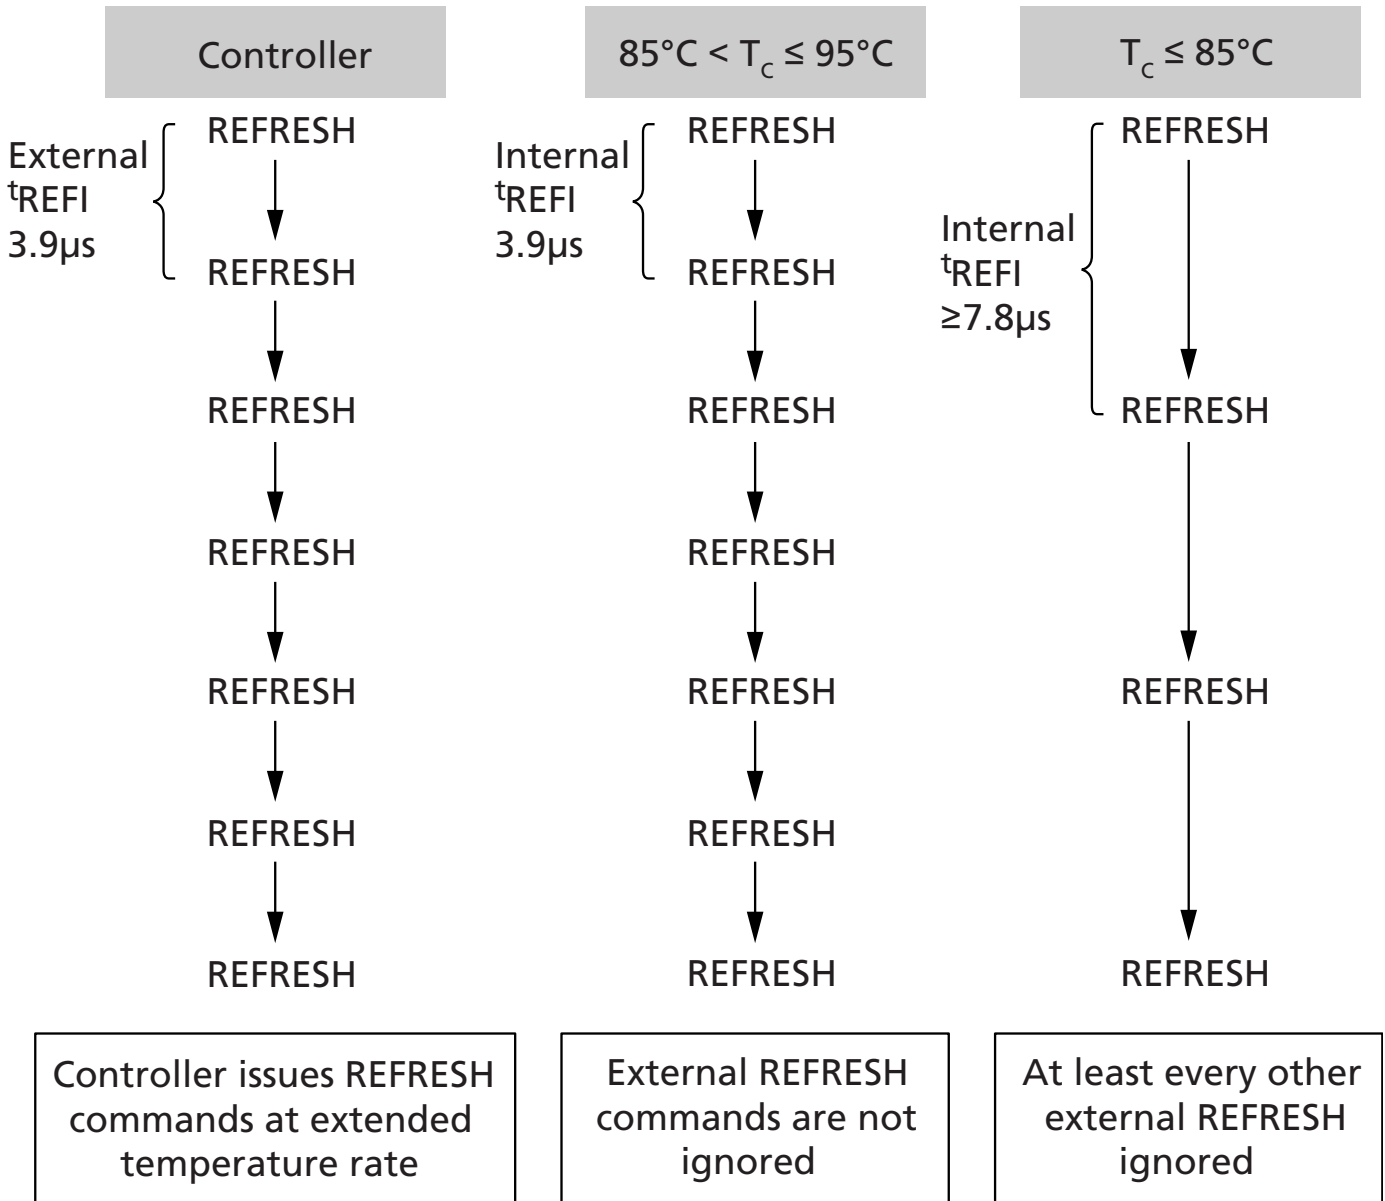 Controller
85°C < TC ≤ 95°C
TC ≤ 85°C
External
tREFI
3.9µs
REFRESH
REFRESH
REFRESH
REFRESH
REFRESH
REFRESH
REFRESH
Internal
tREFI
3.9µs
REFRESH
REFRESH
REFRESH
REFRESH
REFRESH
REFRESH
REFRESH
Internal
tREFI
≥7.8µs
REFRESH
REFRESH
REFRESH
REFRESH
Controller issues REFRESH
commands at extended
temperature rate
External REFRESH
commands are not
ignored
At least every other
external REFRESH
ignored